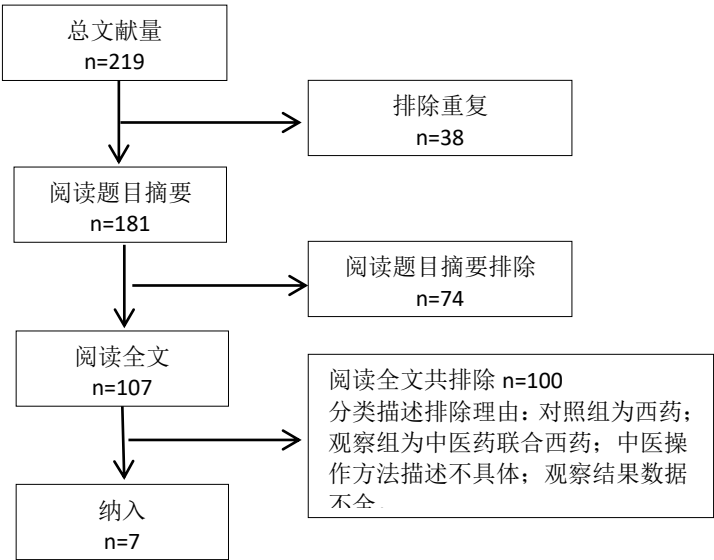 总文献量
n=219
排除重复
n=38
阅读题目摘要
n=181
阅读题目摘要排除
n=74
阅读全文
n=107
阅读全文共排除 n=100
分类描述排除理由：对照组为西药；
观察组为中医药联合西药；中医操
作方法描述不具体；观察结果数据
不全
纳入
n=7